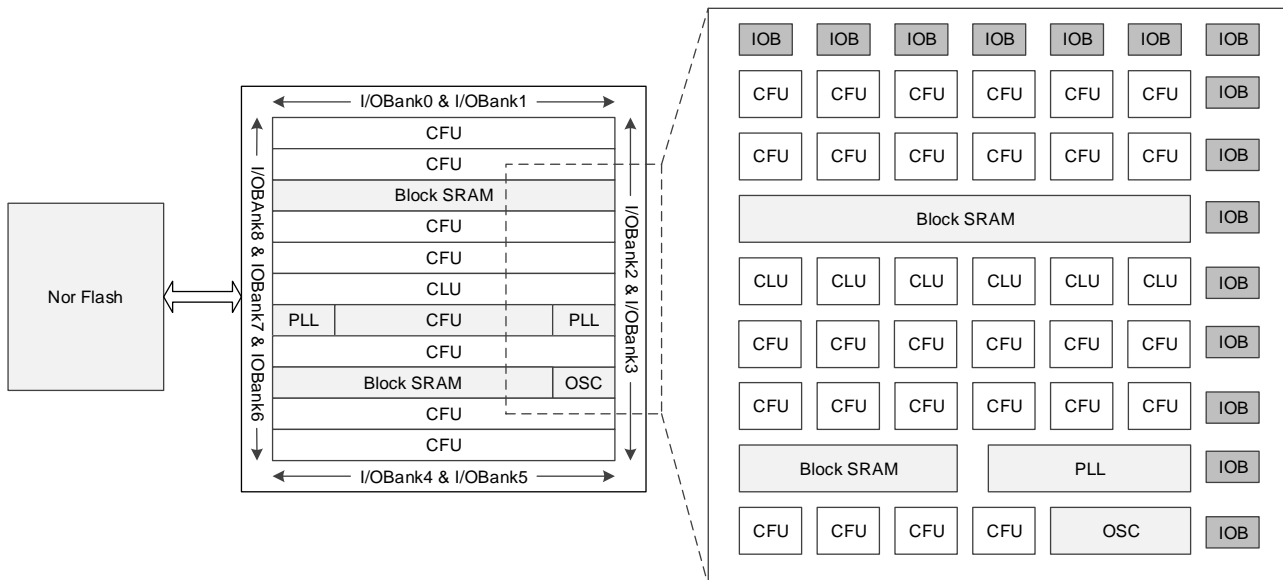 Nor Flash
I/OBank0 & I/OBank1
I/OBAnk8 & IOBank7 & IOBank6
CFU
CFU
Block SRAM
CFU
CFU
CLU
PLL CFU PLL
CFU
Block SRAM OSC
CFU
CFU
I/OBank2 & I/OBank3
I/OBank4 & I/OBank5
IOB IOB IOB IOB IOB IOB IOB
CFU CFU CFU CFU CFU CFU IOB
CFU CFU CFU CFU CFU CFU IOB
Block SRAM IOB
CLU CLU CLU CLU CLU CLU IOB
CFU CFU CFU CFU CFU CFU IOB
CFU CFU CFU CFU CFU CFU IOB
Block SRAM PLL IOB
CFU CFU CFU CFU OSC IOB